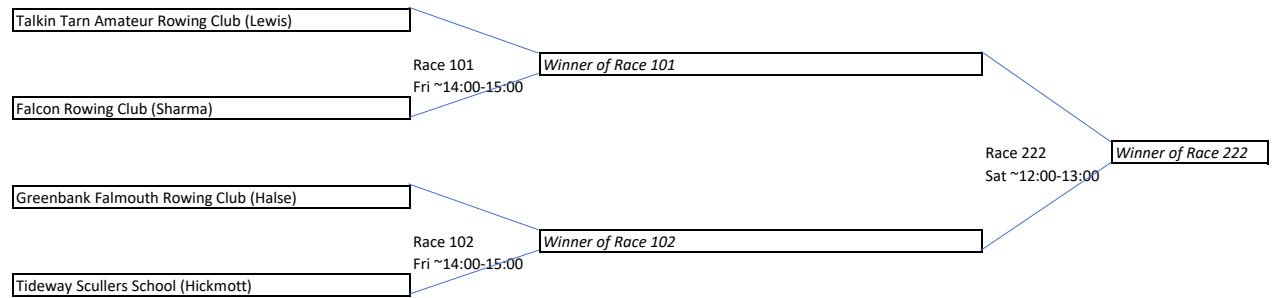 Talkin Tarn Amateur Rowing Club (Lewis)
Race 101
Fri ~14:00-15:00
Winner of Race 101
Falcon Rowing Club (Sharma)
Race 222
Sat ~12:00-13:00
Winner of Race 222
Greenbank Falmouth Rowing Club (Halse)
Race 102
Fri ~14:00-15:00
Winner of Race 102
Tideway Scullers School (Hickmott)